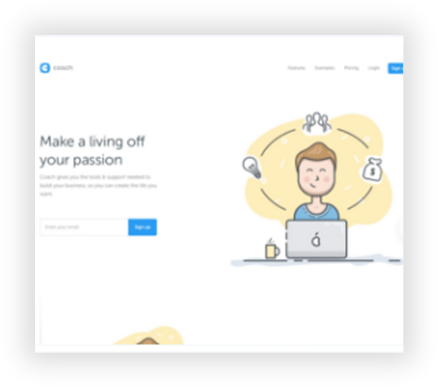 coach
Features Examples Pricing Login Sign
Make a living off
your passion
Coach gives you the tools & support needed to
build your business, so you can create the life you
want.
Enter your email Sign up
$